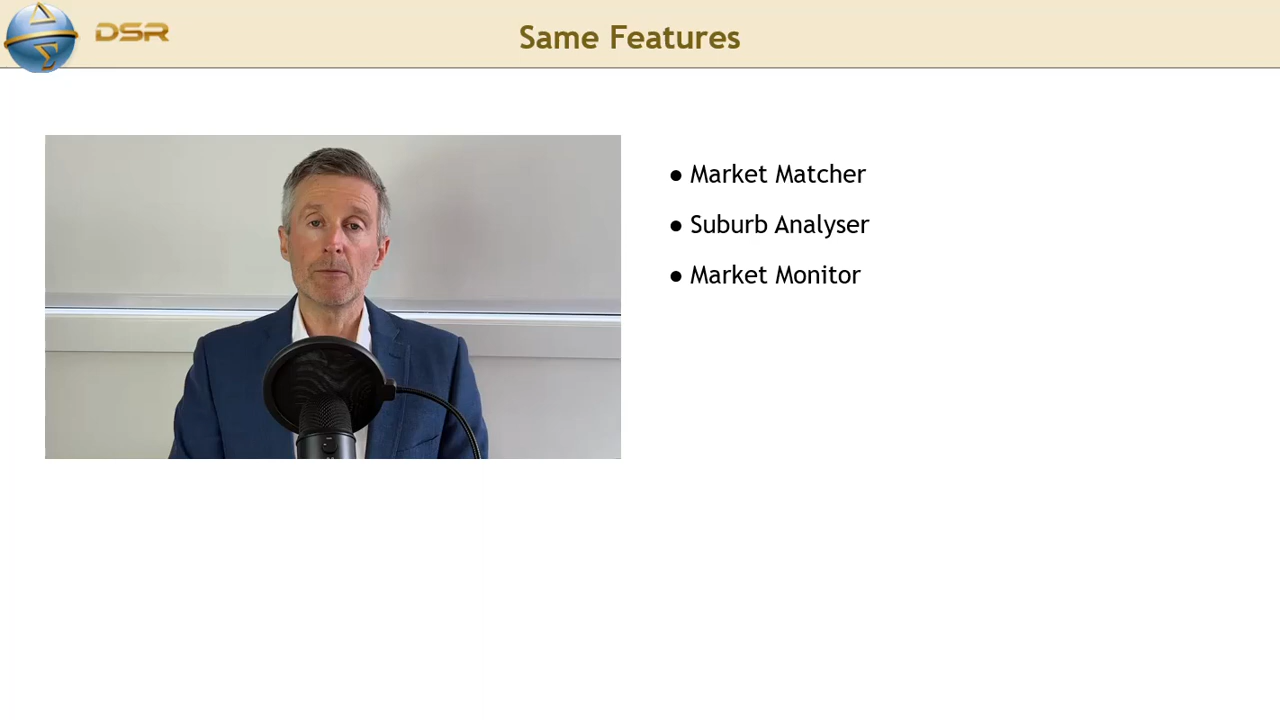 DSR
Same Features
● Market Matcher
● Suburb Analyser
● Market Monitor